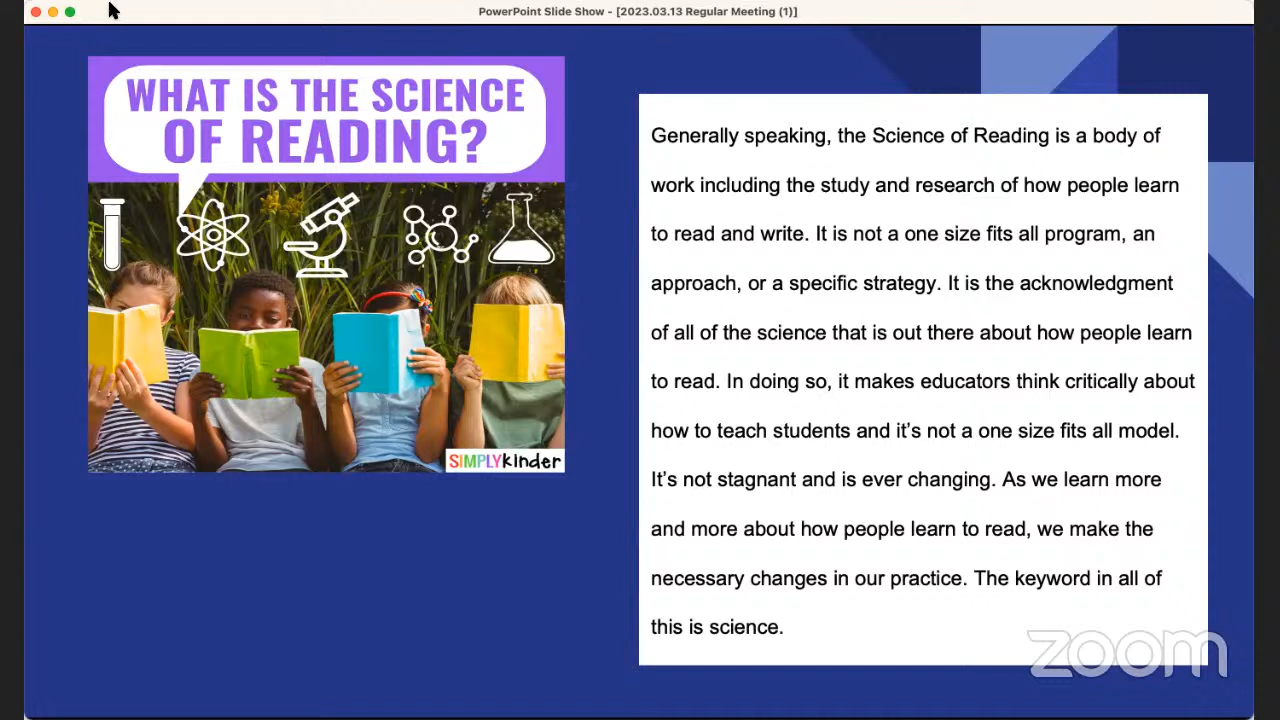 PowerPoint Slide Show - [2023.03.13 Regular Meeting (1)]
WHAT IS THE SCIENCE
OF READING?
SIMPLYkinder
Generally speaking, the Science of Reading is a body of
work including the study and research of how people learn
to read and write. It is not a one size fits all program, an
approach, or a specific strategy. It is the acknowledgment
of all of the science that is out there about how people learn
to read. In doing so, it makes educators think critically about
how to teach students and it’s not a one size fits all model.
It’s not stagnant and is ever changing. As we learn more
and more about how people learn to read, we make the
necessary changes in our practice. The keyword in all of
this is science.
zoom